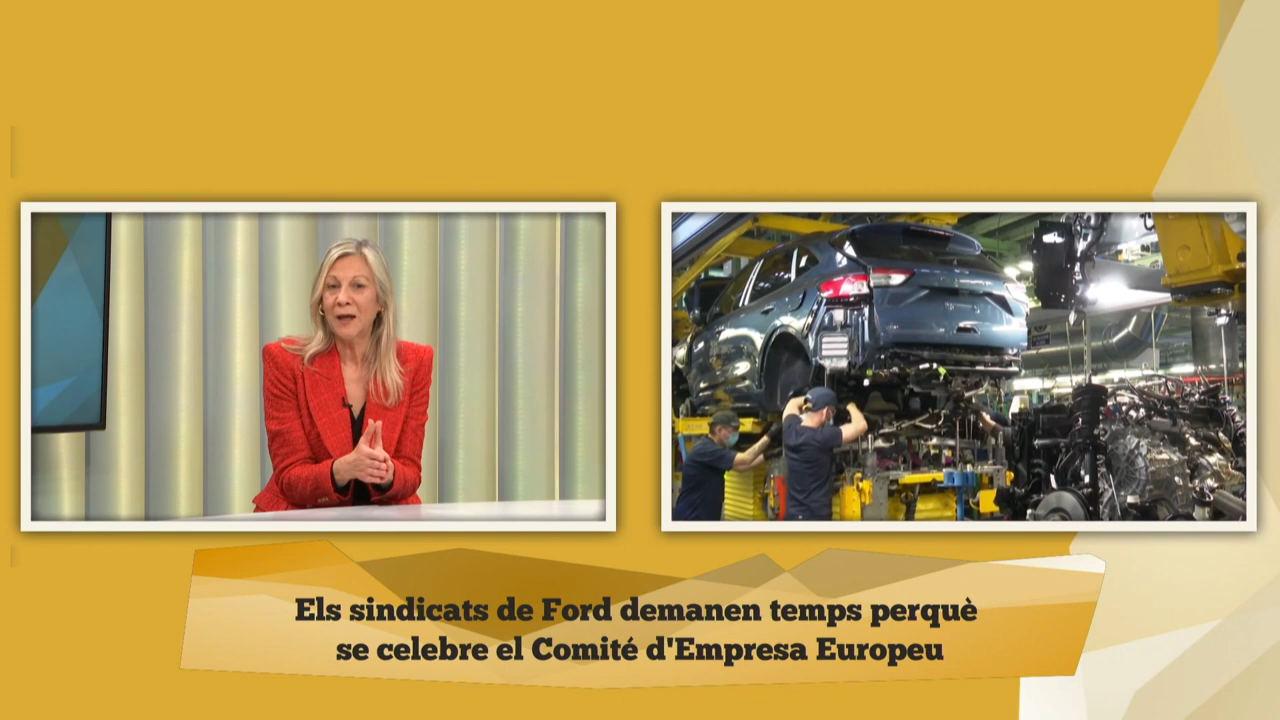 Els sindicats de Ford demanen temps perquè
se celebre el Comité d'Empresa Europeu